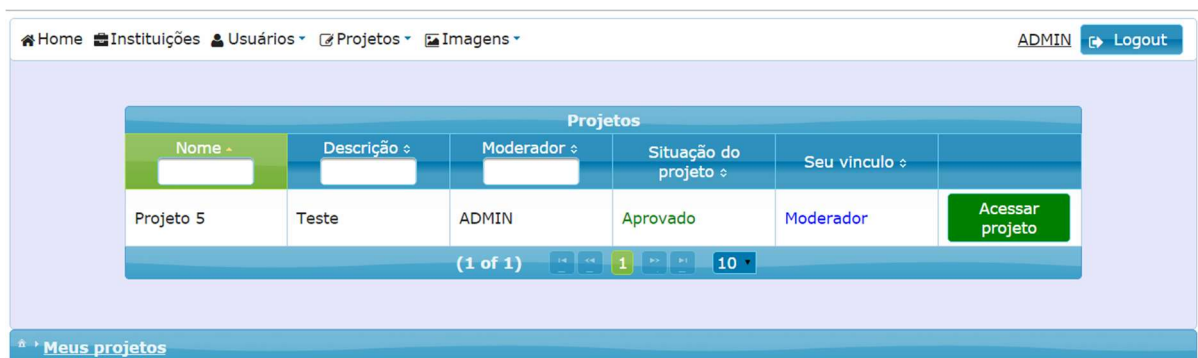 Home Instituições Usuários Projetos Imagens ADMIN Logout
Projetos
Nome Descrição Moderador Situação do projeto Seu vinculo
Projeto 5 Teste ADMIN Aprovado Moderador Acessar projeto
(1 of 1) 1 10
Meus projetos